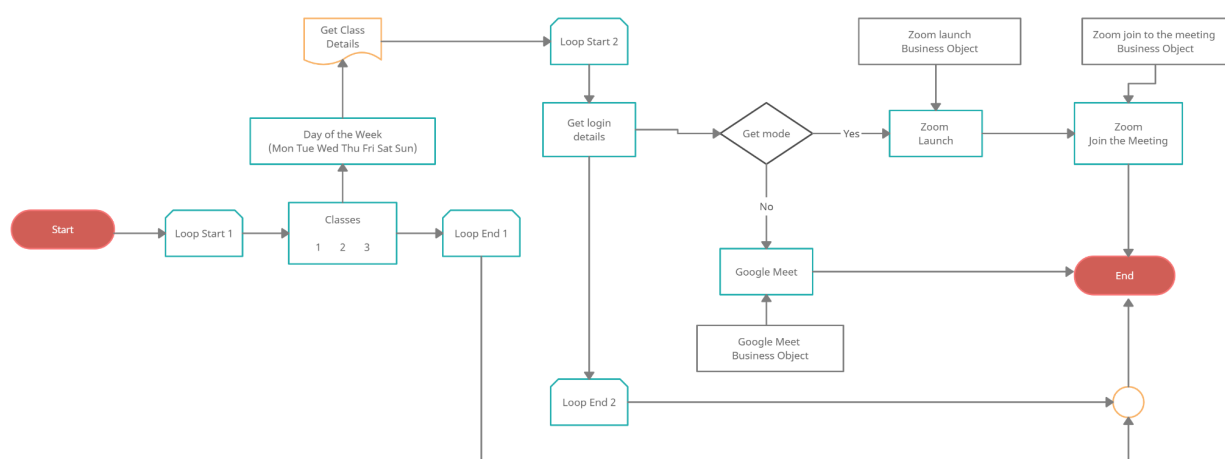 Get Class
Details
Loop Start 2
Zoom launch
Business Object
Zoom join to the meeting
Business Object
Day of the Week
(Mon Tue Wed Thu Fri Sat Sun)
Get login
details
Get mode
Yes
Zoom
Launch
Zoom
Join the Meeting
No
Start
Loop Start 1
Classes
1 2 3
Loop End 1
Google Meet
End
Google Meet
Business Object
Loop End 2